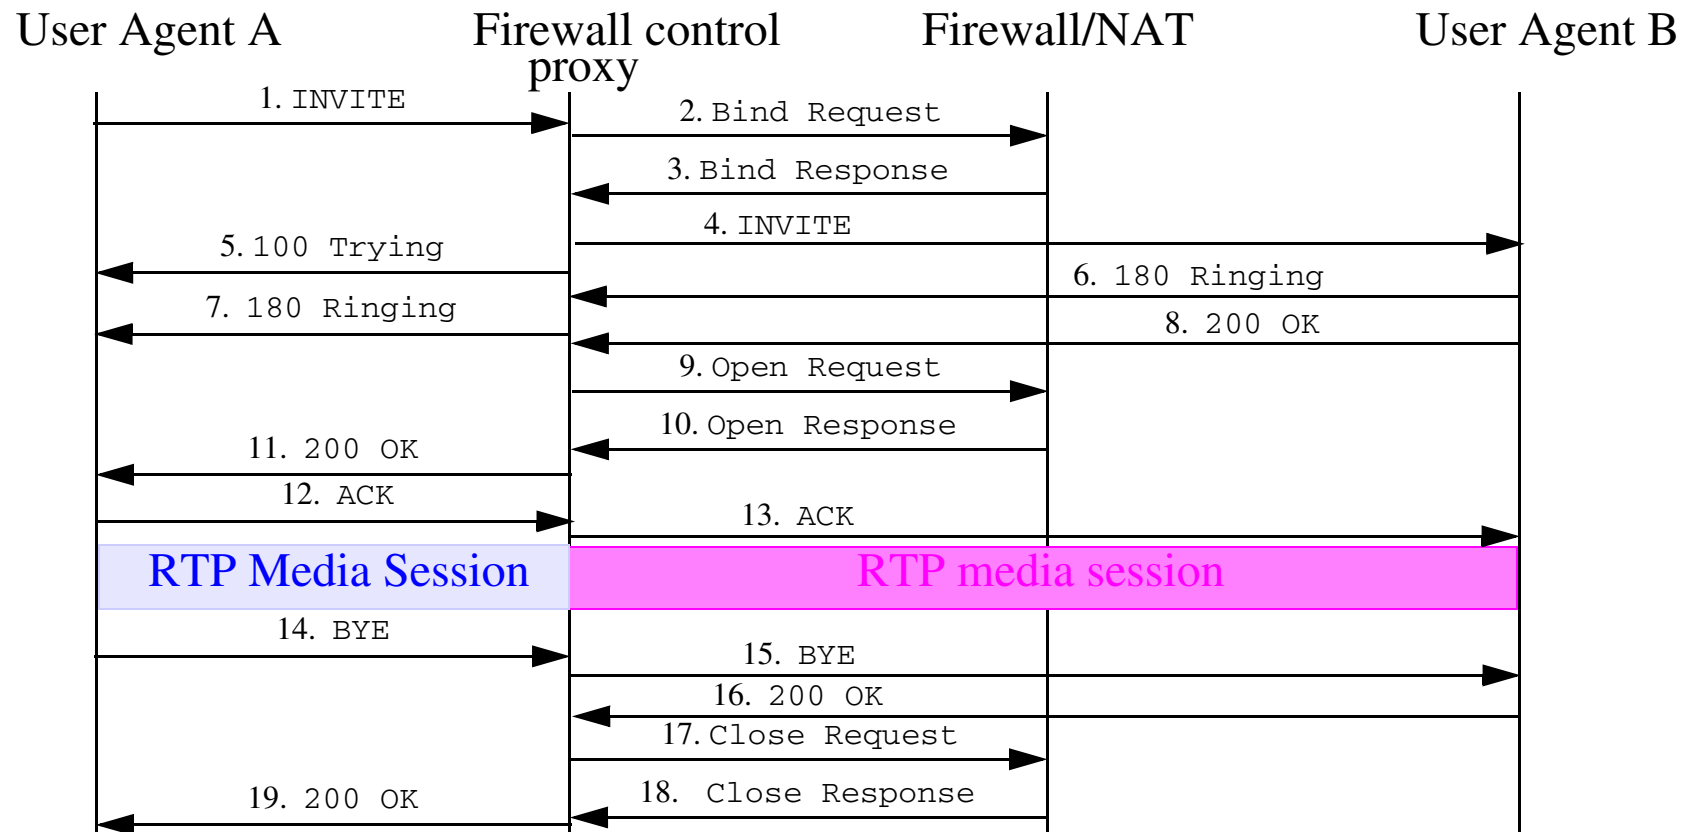 User Agent A
Firewall control
proxy
Firewall/NAT
User Agent B
1. INVITE
2. Bind Request
3. Bind Response
4. INVITE
5. 100 Trying
6. 180 Ringing
7. 180 Ringing
8. 200 OK
9. Open Request
10. Open Response
11. 200 OK
12. ACK
13. ACK
RTP Media Session
RTP media session
14. BYE
15. BYE
16. 200 OK
17. Close Request
18. Close Response
19. 200 OK